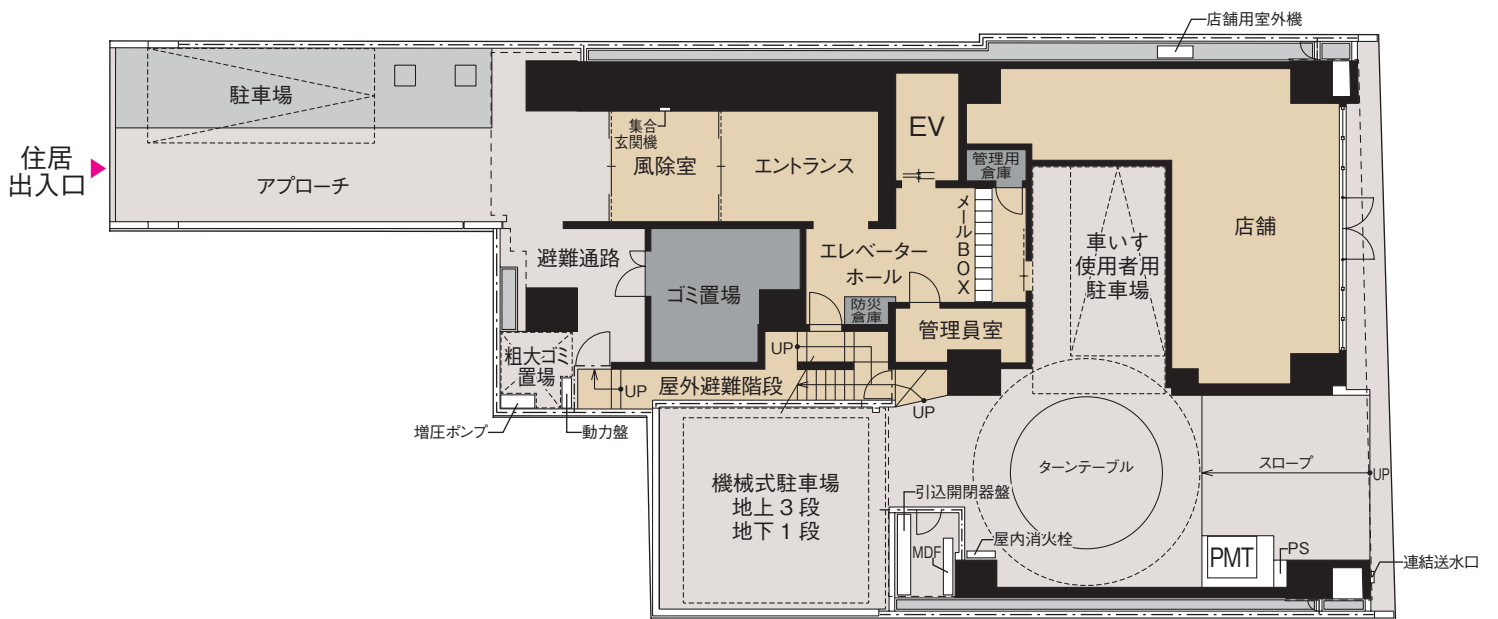 店舗用室外機
駐車場
集合
玄関機
風除室
エントランス
EV
管理用
倉庫
住居
出入口
アプローチ
メールBOX
車いす
使用者用
駐車場
店舗
避難通路
エレベーター
ホール
ゴミ置場
防災
倉庫
管理員室
粗大ゴミ
置場
UP
UP
屋外避難階段
UP
増圧ポンプ
動力盤
機械式駐車場
地上3段
地下1段
ターンテーブル
スロープ
UP
引込開閉器盤
MDF
屋内消火栓
PMT
PS
連結送水口